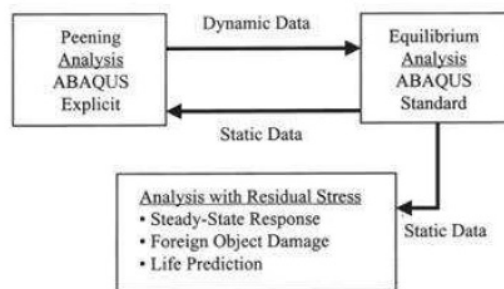 Peening
Analysis
ABAQUS
Explicit
Dynamic Data
Static Data
Equilibrium
Analysis
ABAQUS
Standard
Analysis with Residual Stress
• Steady-State Response
• Foreign Object Damage
• Life Prediction
Static Data